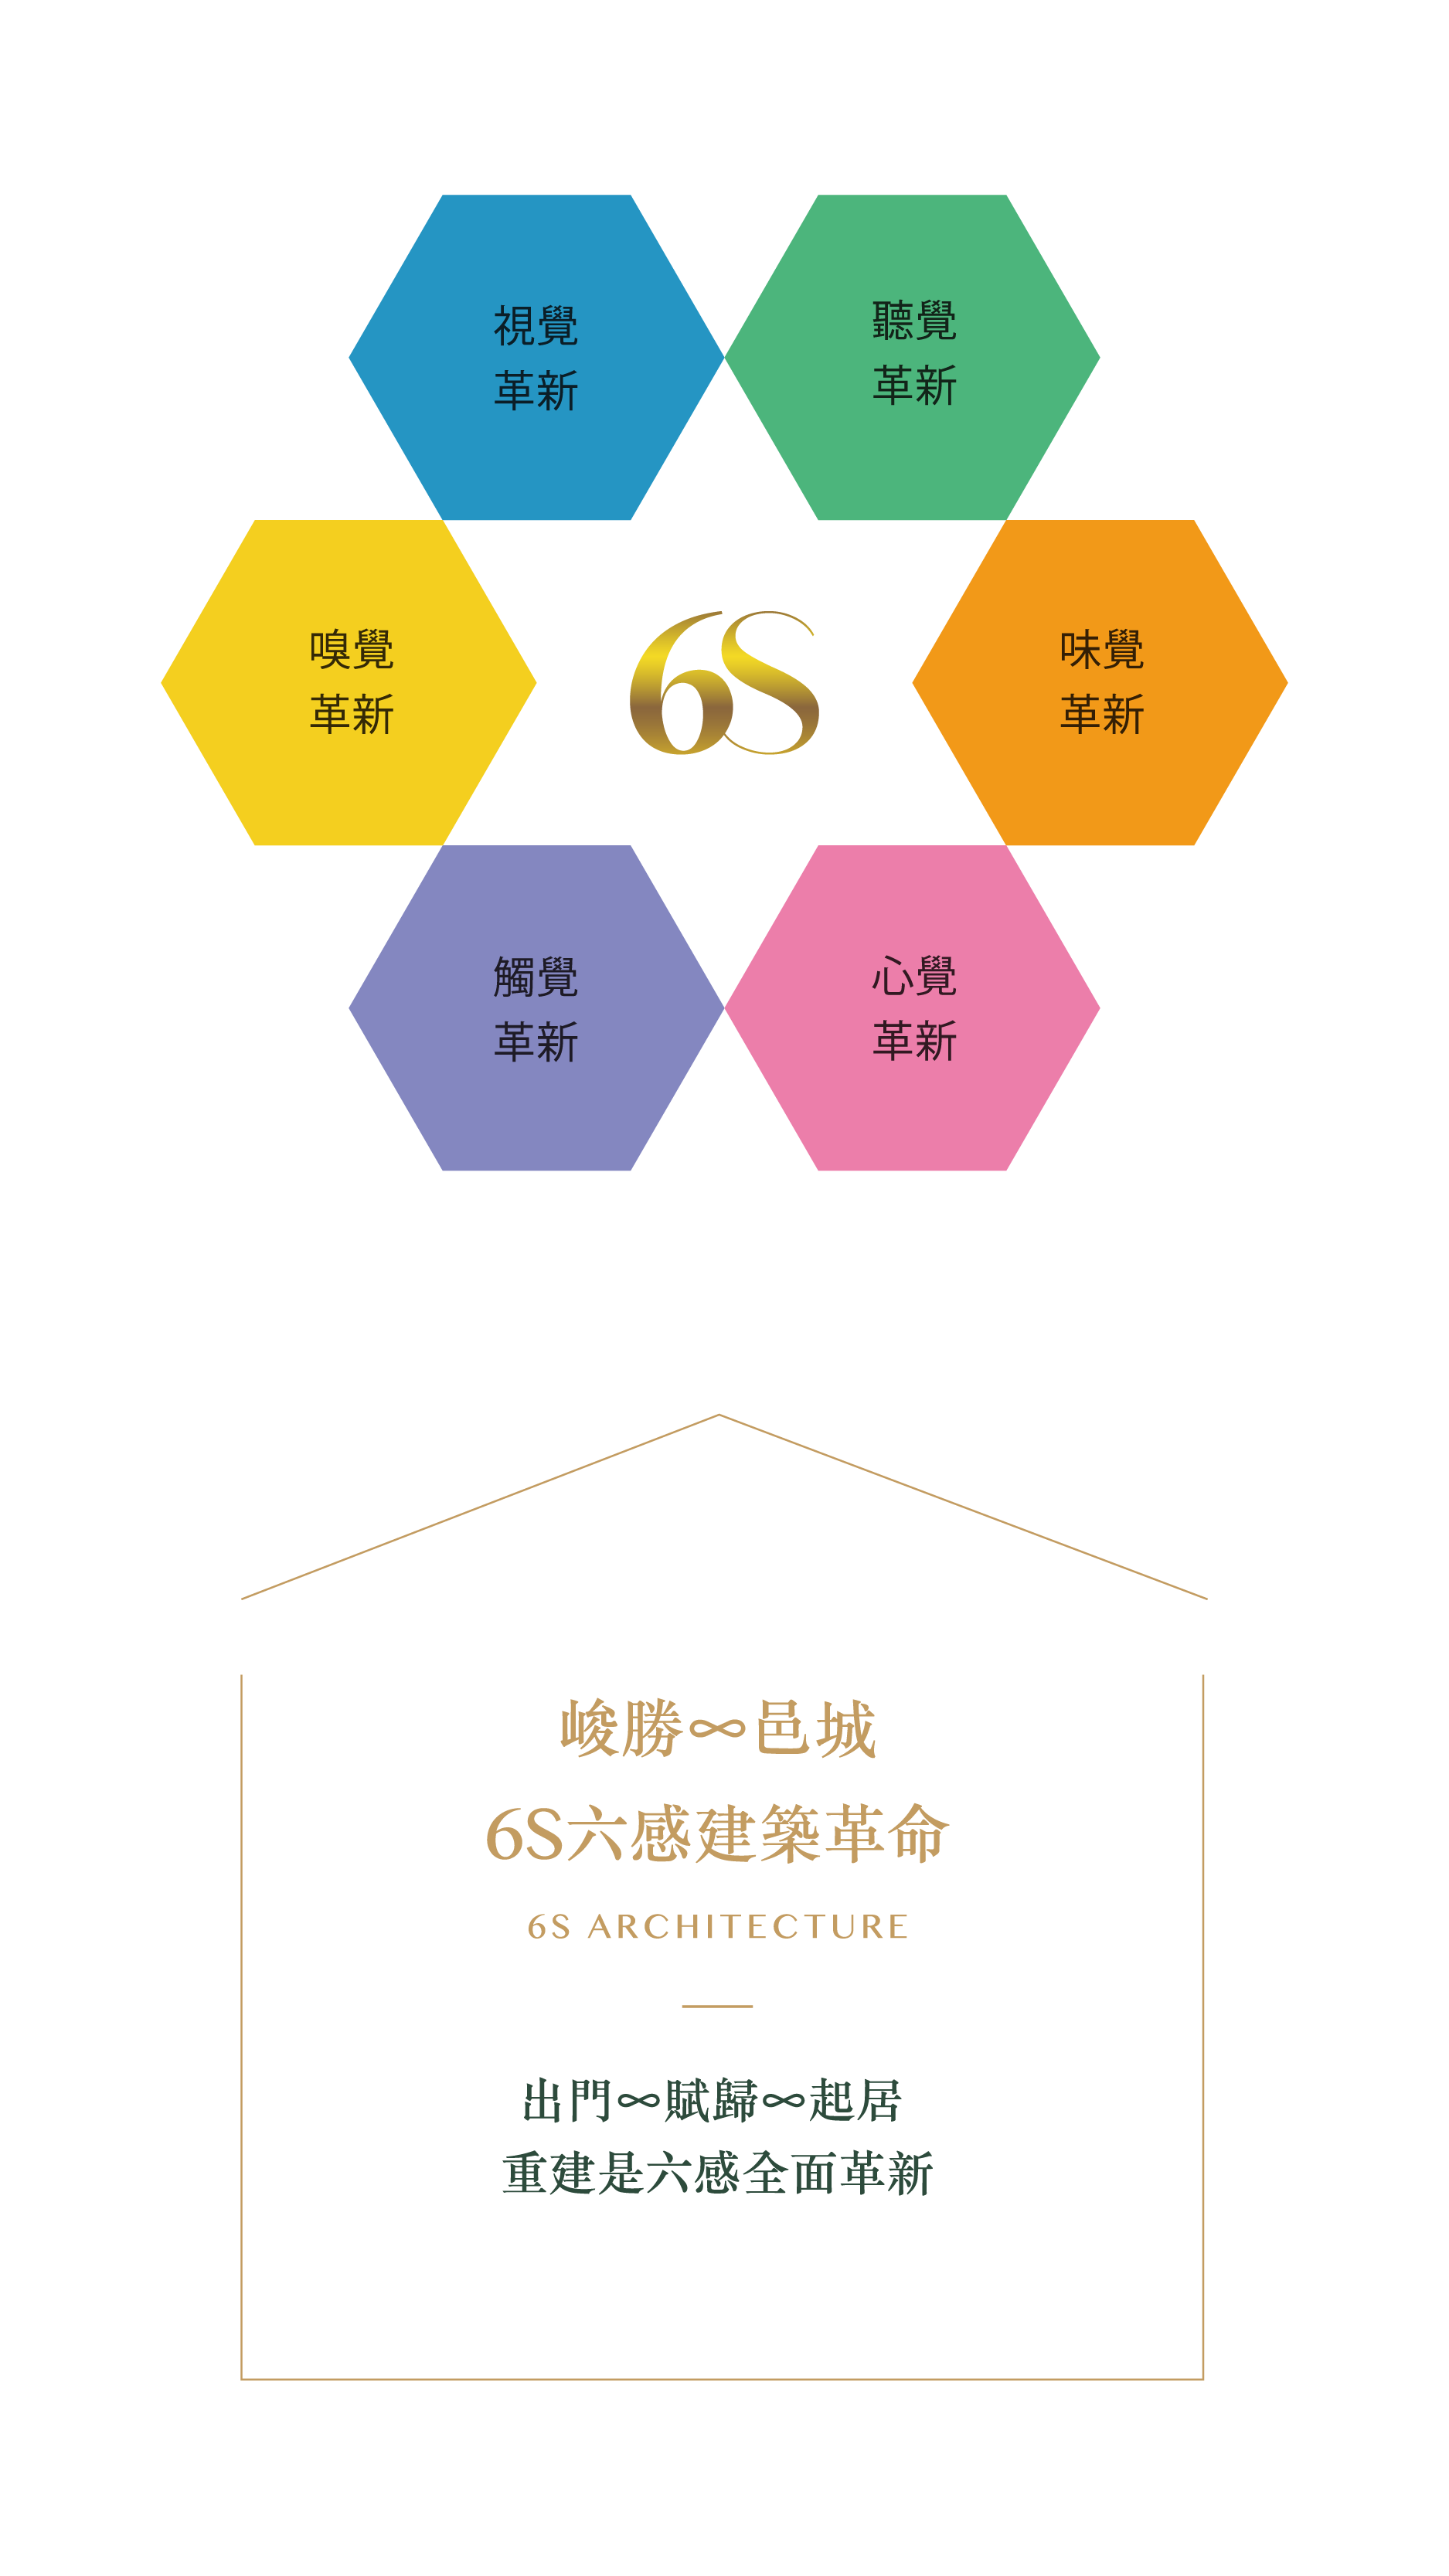 視覺
革新
聽覺
革新
嗅覺
革新
6S
味覺
革新
觸覺
革新
心覺
革新
峻勝∞邑城
6S六感建築革命
6S ARCHITECTURE
出門∞賦歸∞起居
重建是六感全面革新